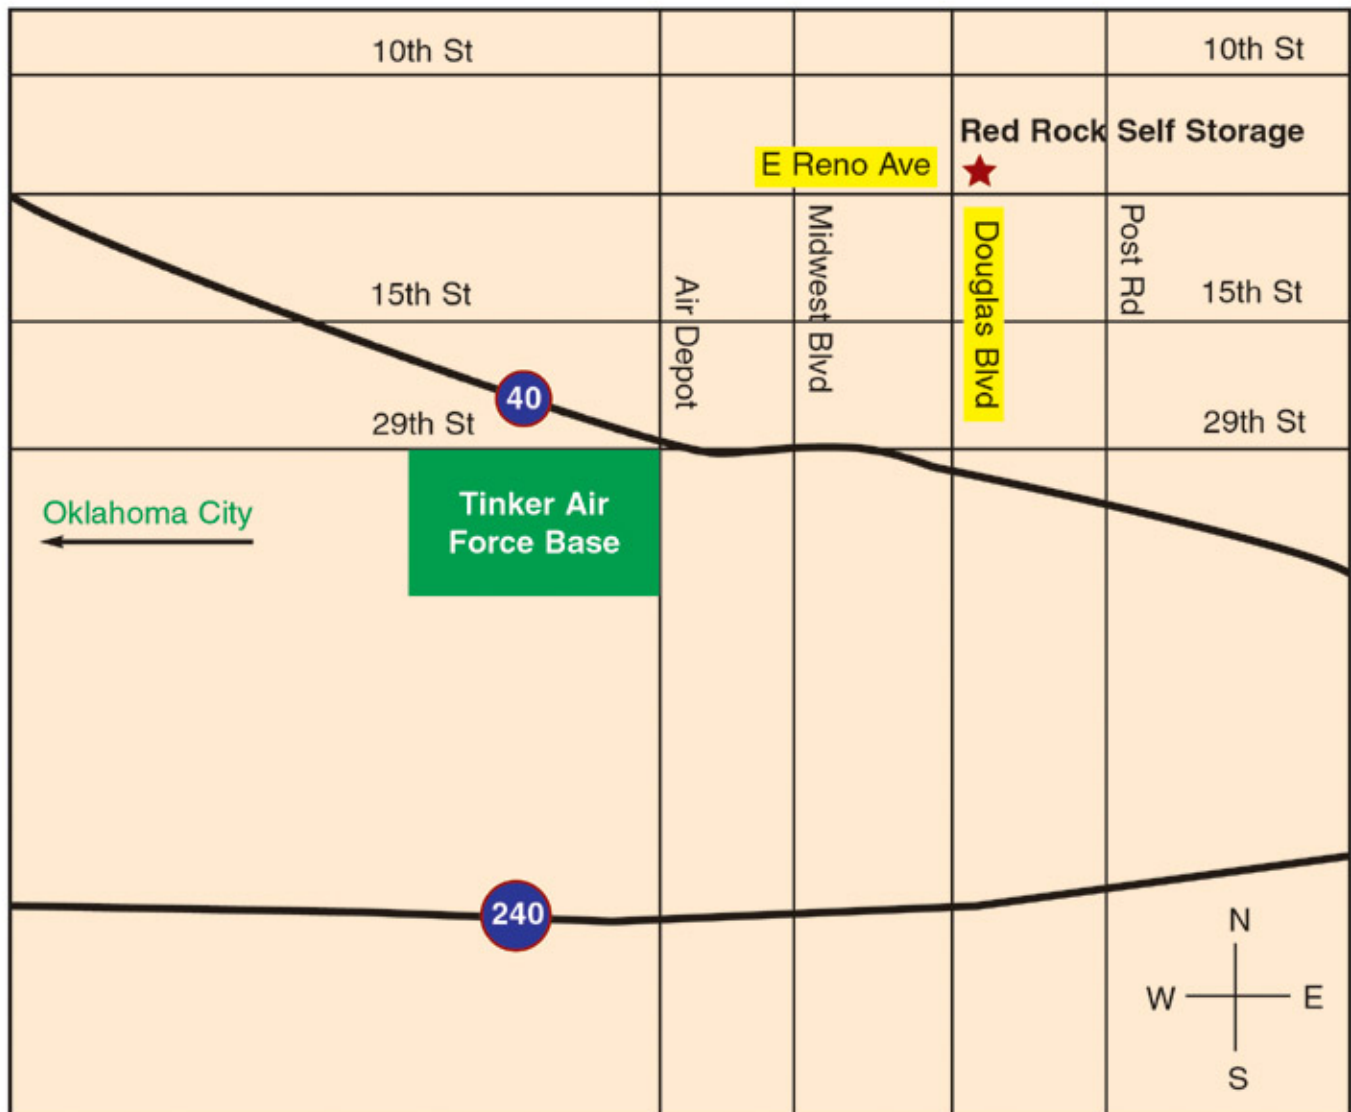 10th St
10th St
Red Rock Self Storage
E Reno Ave
Midwest Blvd
Douglas Blvd
Post Rd
15th St
Air Depot
15th St
40
29th St
29th St
Oklahoma City
Tinker Air
Force Base
240
N
W
E
S